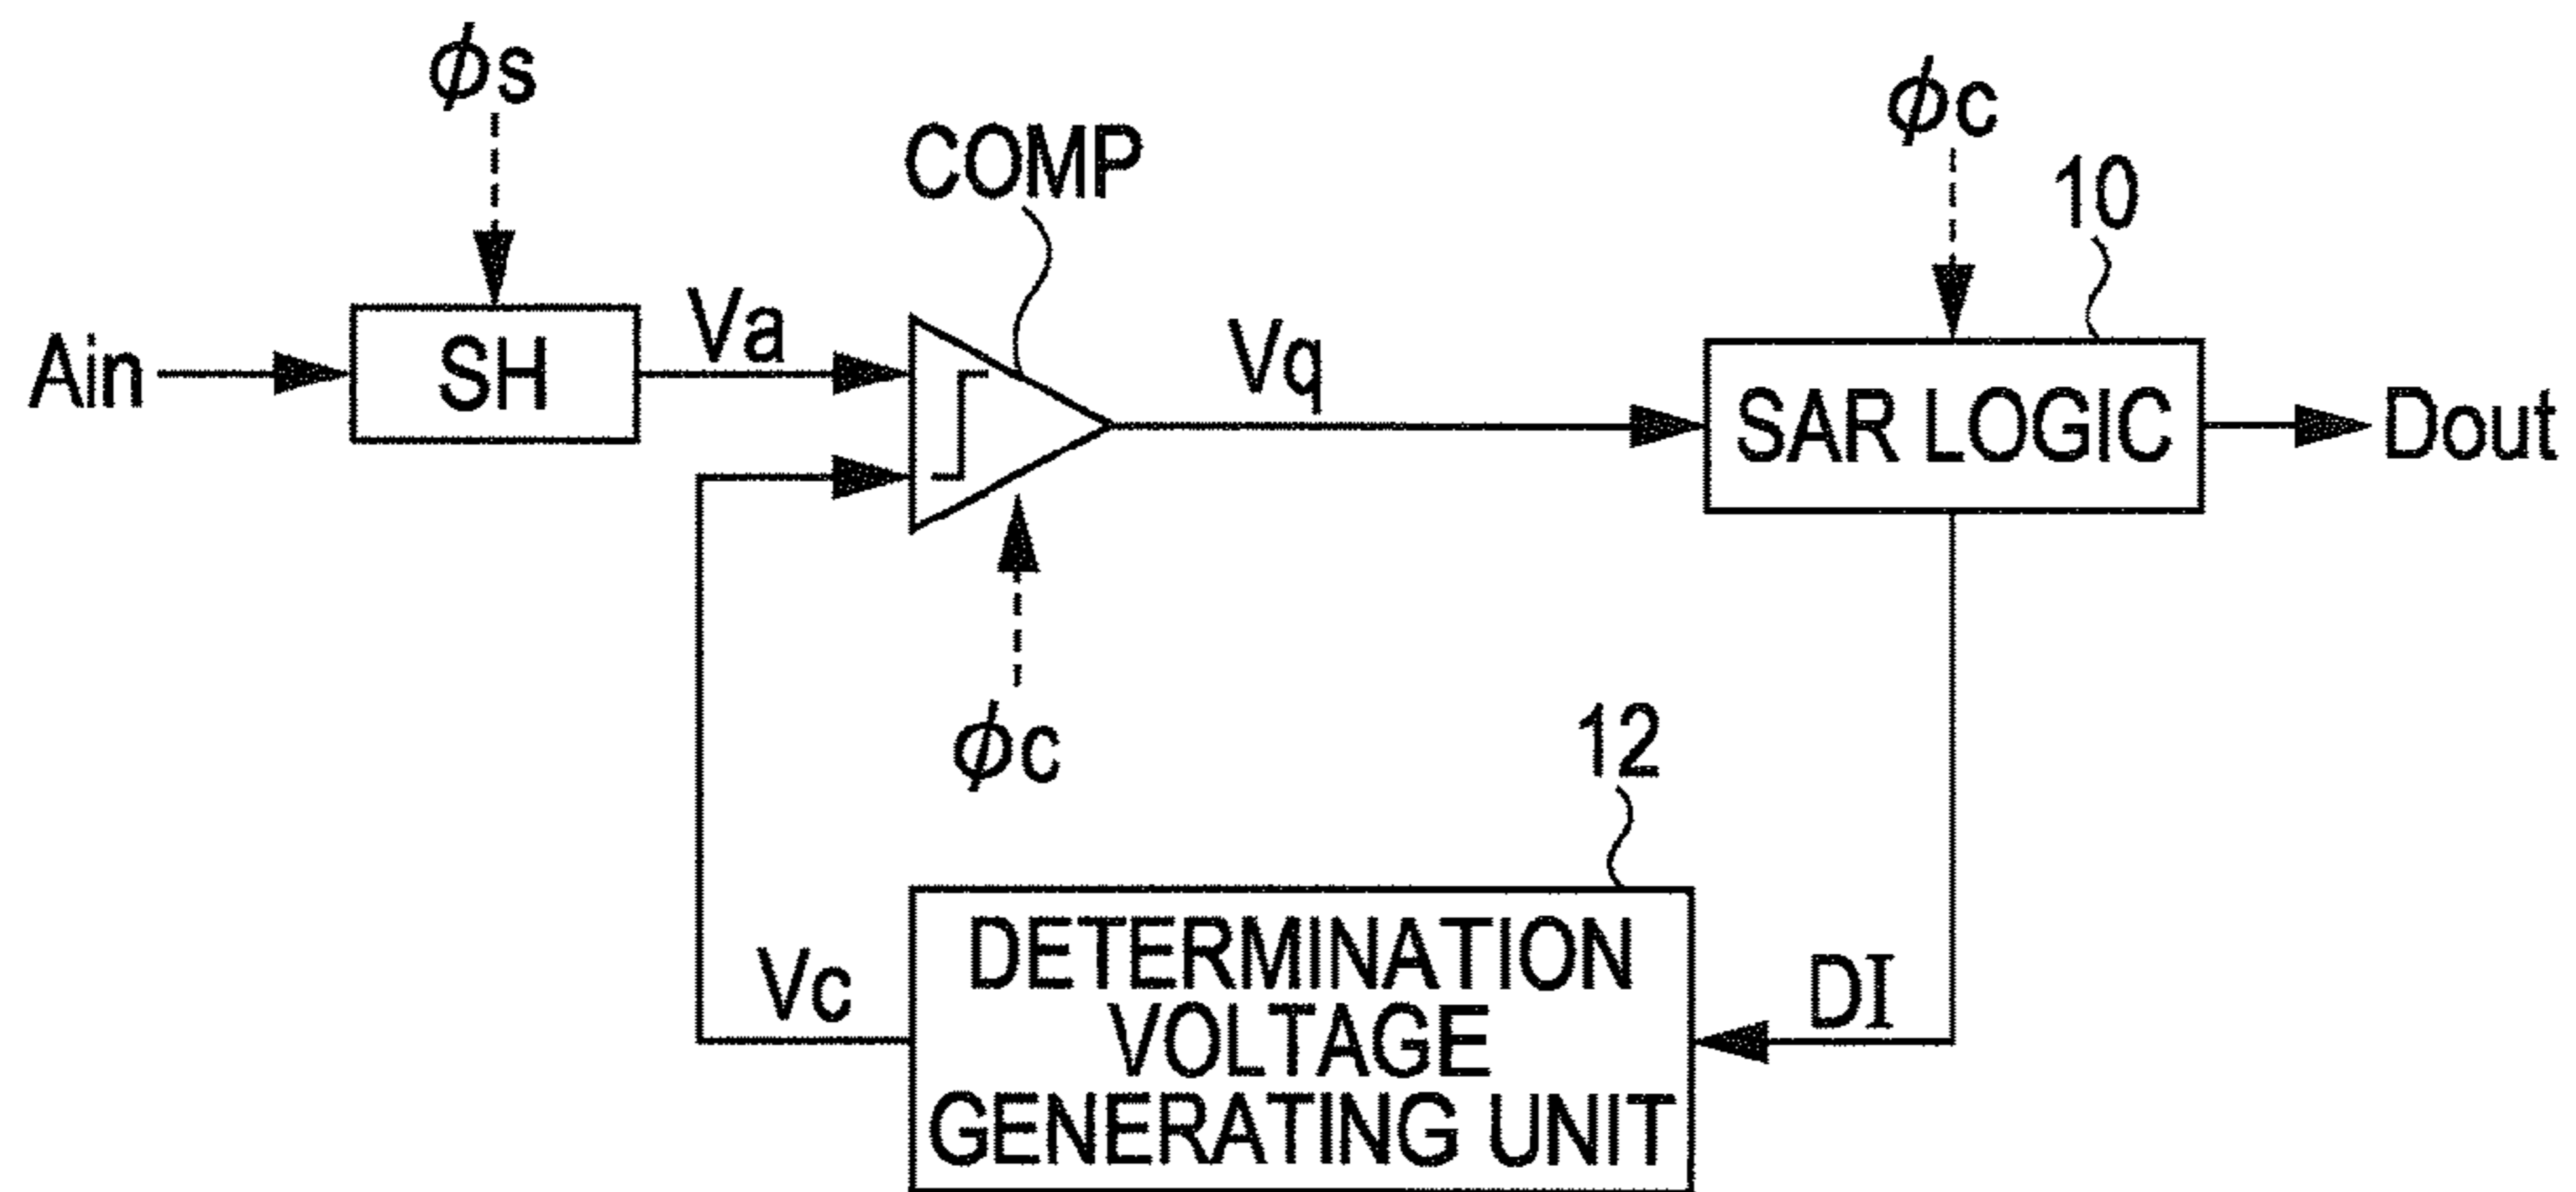 ϕs
ϕc
COMP
10
Ain
SH
Va
Vq
SAR LOGIC
Dout
ϕc
12
DETERMINATION
VOLTAGE
GENERATING UNIT
Vc
DI